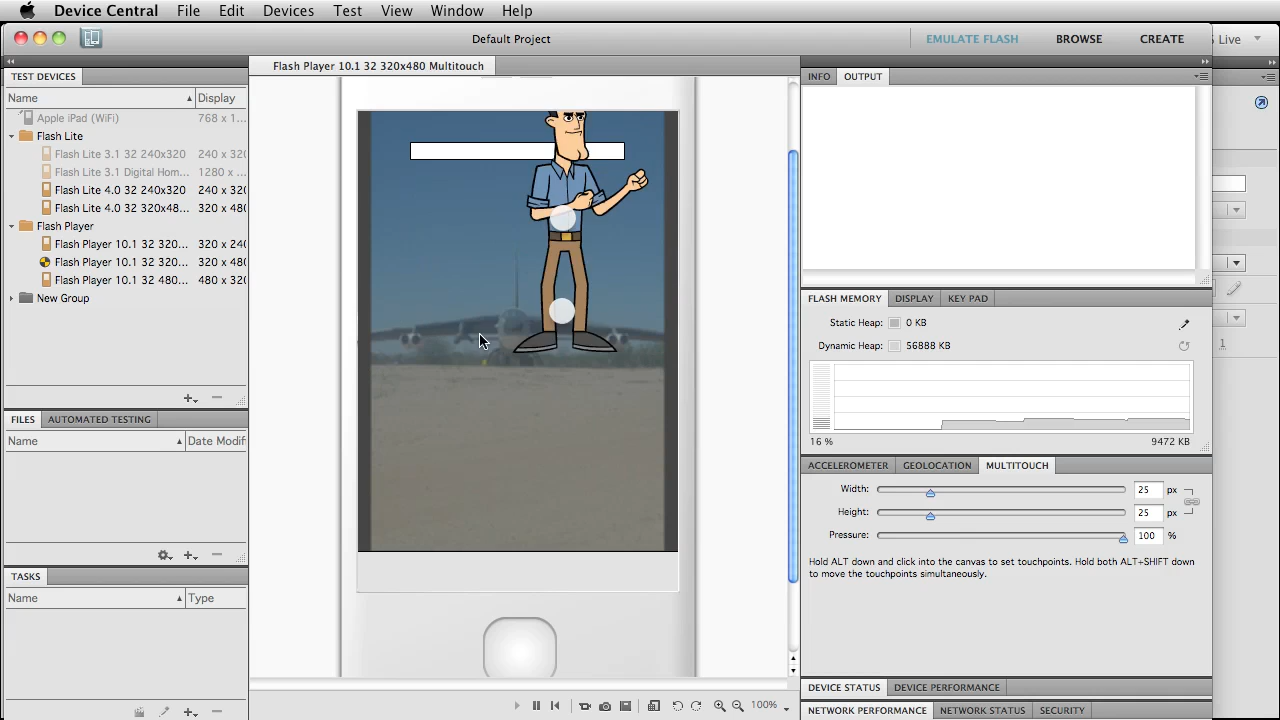 Device Central File Edit Devices Test View Window Help
Default Project
EMULATE FLASH BROWSE CREATE
S Live
TEST DEVICES
Name Display
Apple iPad (WiFi) 768 x 1...
Flash Lite
Flash Lite 3.1 32 240x320 240 x 320
Flash Lite 3.1 Digital Hom... 1280 x ...
Flash Lite 4.0 32 240x320 240 x 320
Flash Lite 4.0 32 320x48... 320 x 480
Flash Player
Flash Player 10.1 32 320... 320 x 240
Flash Player 10.1 32 320... 320 x 480
Flash Player 10.1 32 480... 480 x 320
New Group
FILES AUTOMATED TESTING
Name Date Modif
TASKS
Name Type
Flash Player 10.1 32 320x480 Multitouch
100%
INFO OUTPUT
FLASH MEMORY DISPLAY KEY PAD
Static Heap: 0 KB
Dynamic Heap: 56888 KB
16 % 9472 KB
ACCELEROMETER GEOLOCATION MULTITOUCH
Width: 25 px
Height: 25 px
Pressure: 100 %
Hold ALT down and click into the canvas to set touchpoints. Hold both ALT+SHIFT down
to move the touchpoints simultaneously.
DEVICE STATUS DEVICE PERFORMANCE
NETWORK PERFORMANCE NETWORK STATUS SECURITY
1